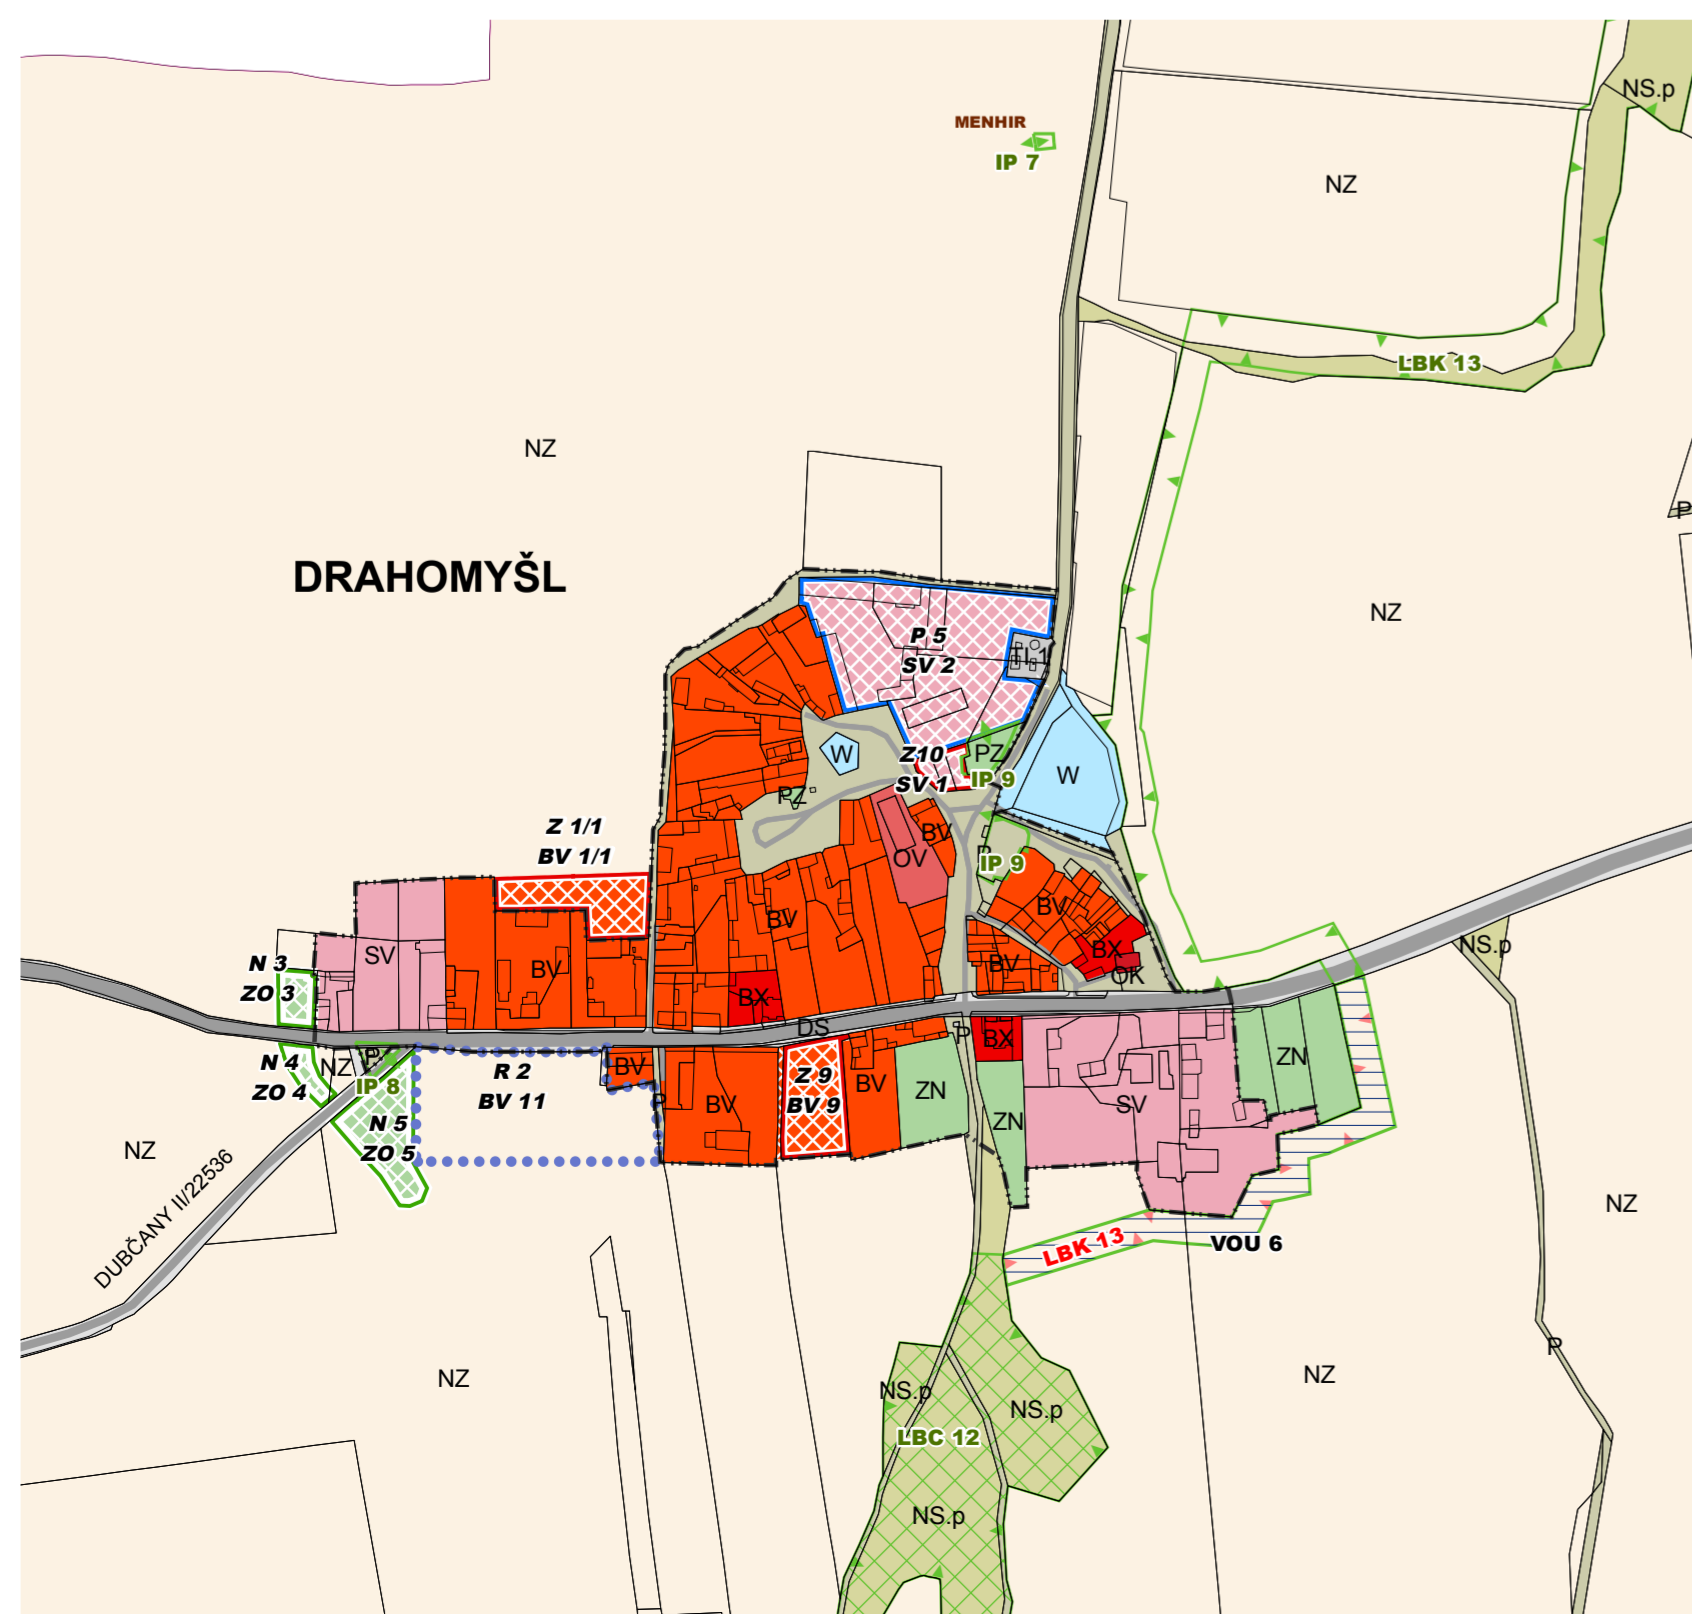 NS.p
MENHIR
IP 7
NZ
LBK 13
NZ
P
DRAHOMYŠL
NZ
P 5
SV 2
TI.1
W
Z10
SV 1
PZ
IP 9
W
PZ
Z 1/1
BV 1/1
BV
OV
P
IP 9
BV
BV
NS.p
N 3
ZO 3
SV
BV
BX
BV
BX
OK
DS
P
BX
ZN
N 4
ZO 4
NZ
P
IP 8
R 2
BV 11
BV
P
BV
Z 9
BV 9
BV
ZN
ZN
SV
N 5
ZO 5
NZ
DUBČANY II/22536
NZ
LBK 13
VOU 6
P
NZ
NZ
NS.p
NS.p
LBC 12
NS.p